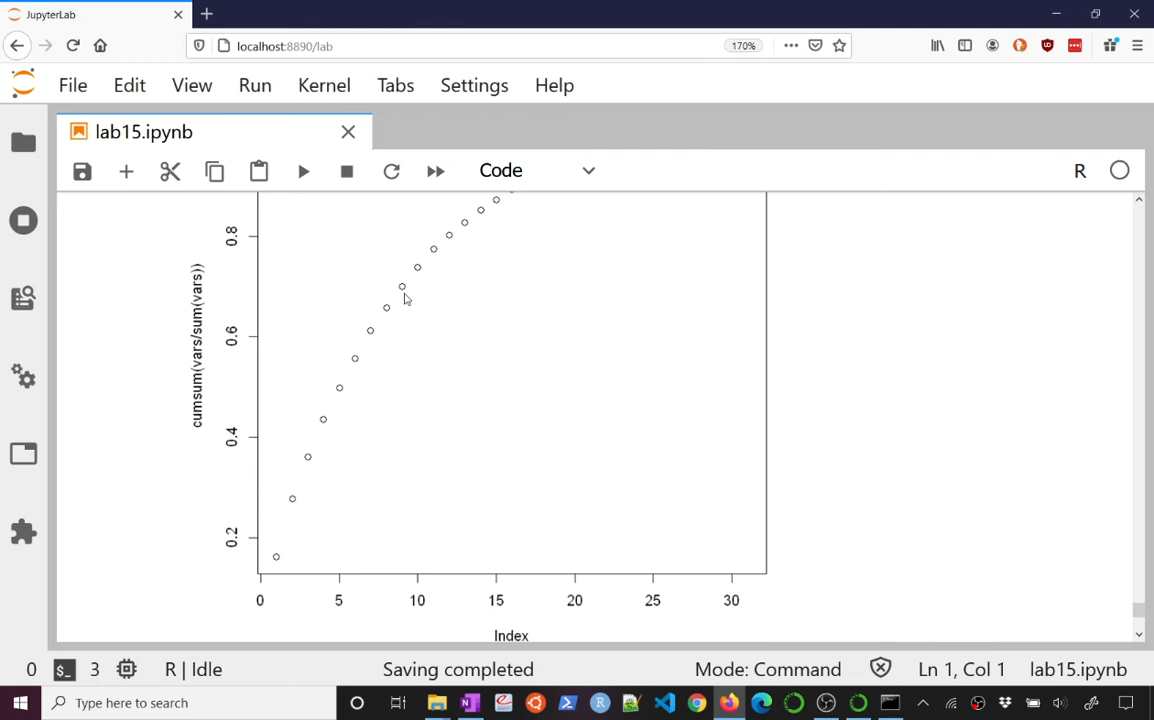 JupyterLab
localhost:8890/lab
170%
File Edit View Run Kernel Tabs Settings Help
lab15.ipynb
Code
R
0.8
0.6
0.4
0.2
cumsum(vars/sum(vars))
0 5 10 15 20 25 30
Index
0 $_ 3 R | Idle Saving completed Mode: Command Ln 1, Col 1 lab15.ipynb
Type here to search